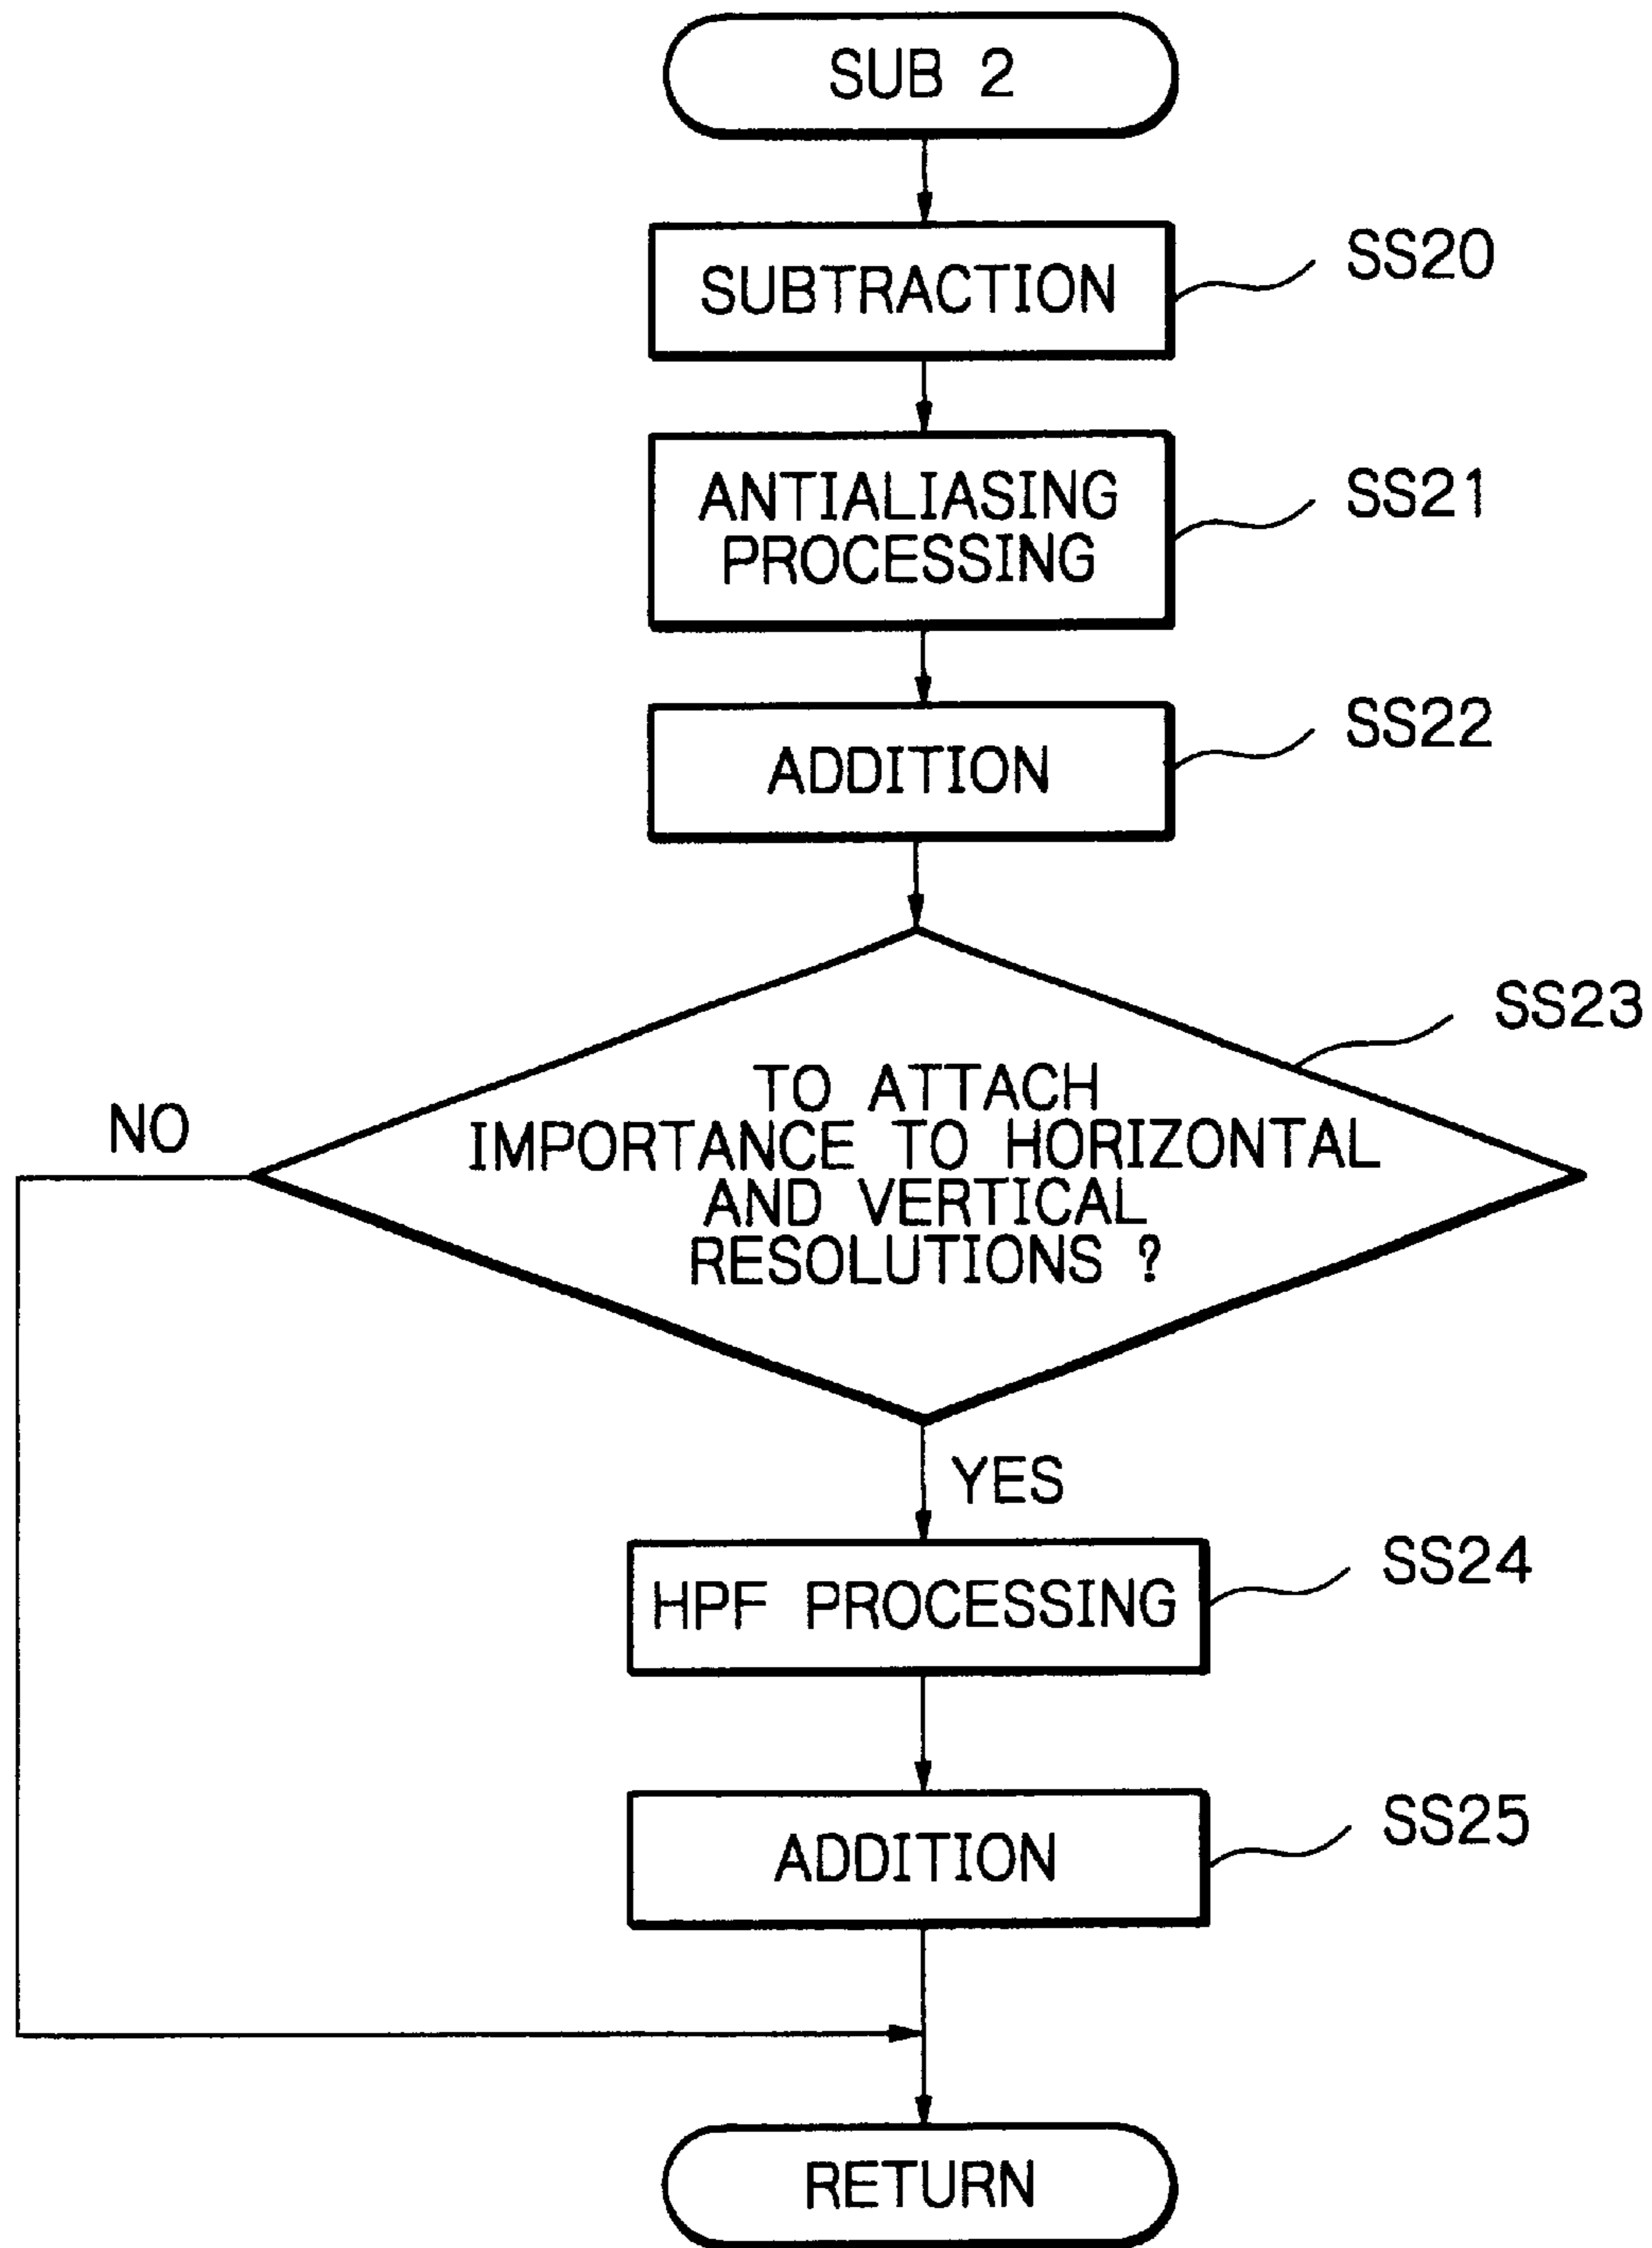 SUB 2
SUBTRACTION
SS20
ANTIALIASING
PROCESSING
SS21
ADDITION
SS22
TO ATTACH
IMPORTANCE TO HORIZONTAL
AND VERTICAL
RESOLUTIONS ?
SS23
NO
YES
HPF PROCESSING
SS24
ADDITION
SS25
RETURN